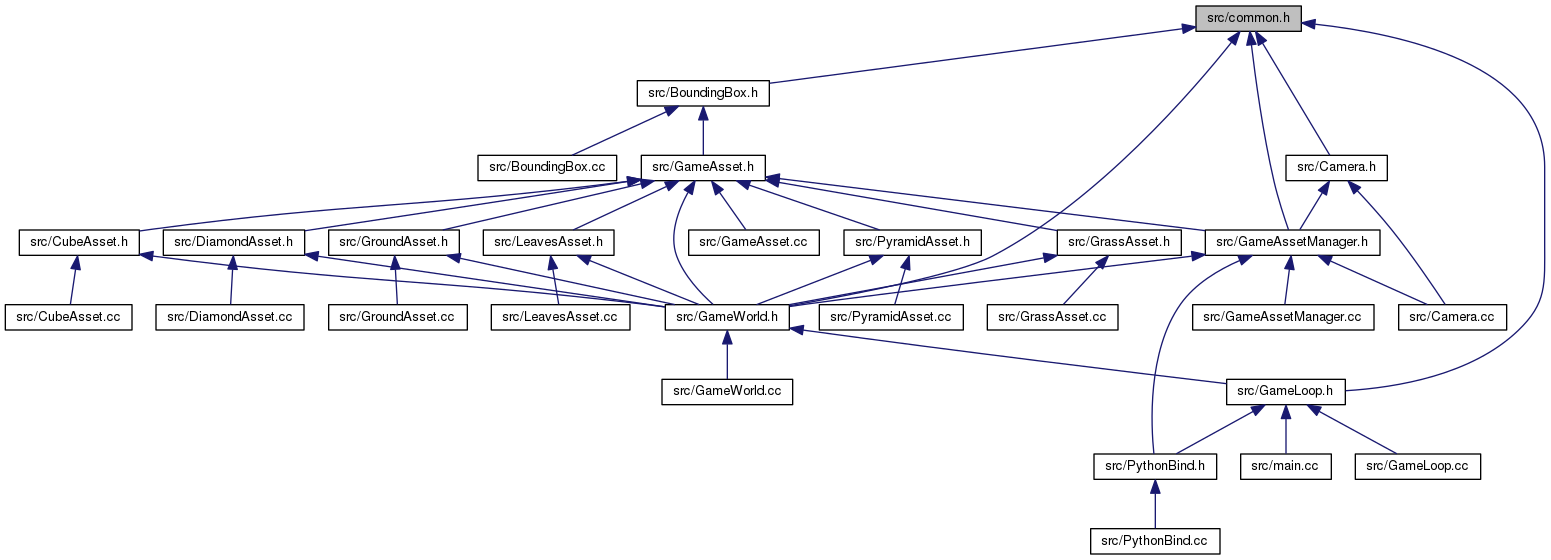 src/common.h
src/BoundingBox.h
src/BoundingBox.cc
src/GameAsset.h
src/Camera.h
src/CubeAsset.h
src/DiamondAsset.h
src/GroundAsset.h
src/LeavesAsset.h
src/GameAsset.cc
src/PyramidAsset.h
src/GrassAsset.h
src/GameAssetManager.h
src/CubeAsset.cc
src/DiamondAsset.cc
src/GroundAsset.cc
src/LeavesAsset.cc
src/GameWorld.h
src/PyramidAsset.cc
src/GrassAsset.cc
src/GameAssetManager.cc
src/Camera.cc
src/GameWorld.cc
src/GameLoop.h
src/PythonBind.h
src/main.cc
src/GameLoop.cc
src/PythonBind.cc